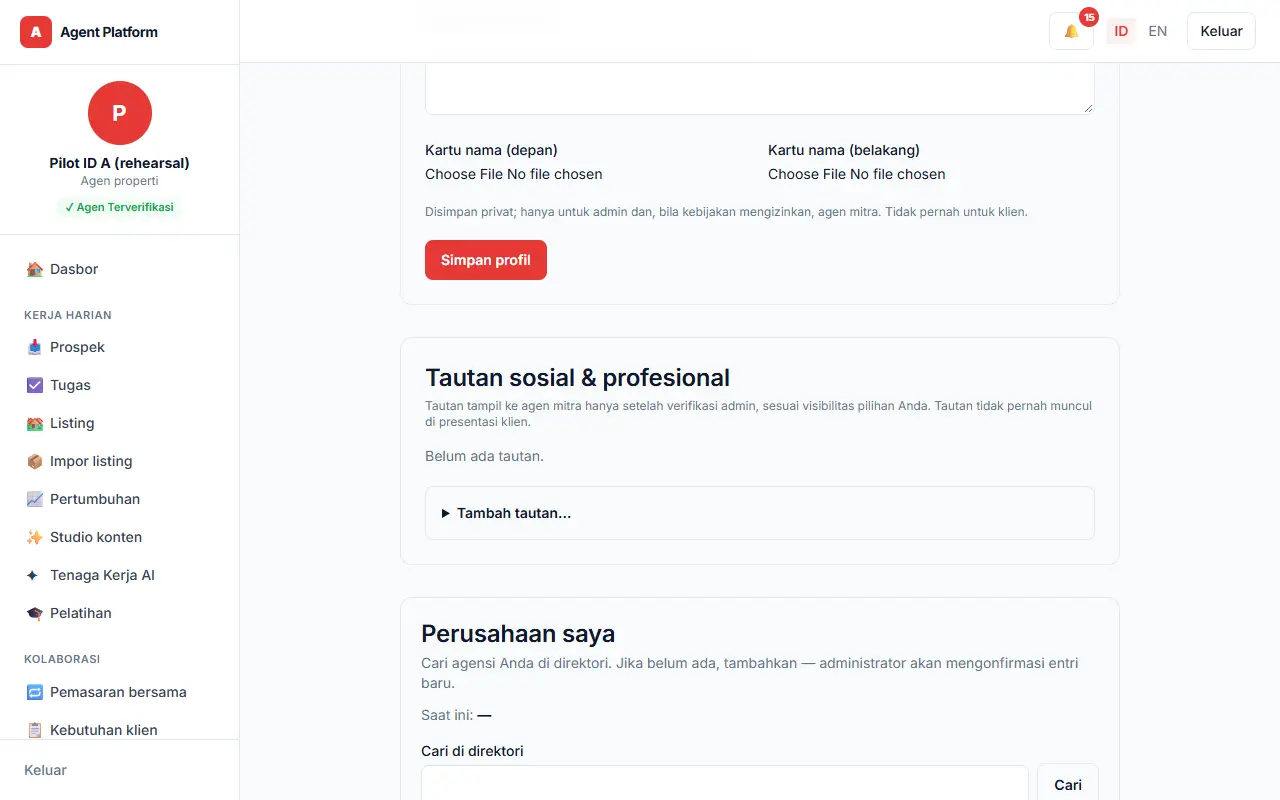 A Agent Platform
15
ID EN Keluar
P
Pilot ID A (rehearsal)
Agen properti
✓ Agen Terverifikasi
Dasbor
KERJA HARIAN
Prospek
Tugas
Listing
Impor listing
Pertumbuhan
Studio konten
Tenaga Kerja AI
Pelatihan
KOLABORASI
Pemasaran bersama
Kebutuhan klien
Keluar
Kartu nama (depan)
Choose File No file chosen
Kartu nama (belakang)
Choose File No file chosen
Disimpan privat; hanya untuk admin dan, bila kebijakan mengizinkan, agen mitra. Tidak pernah untuk klien.
Simpan profil
Tautan sosial & profesional
Tautan tampil ke agen mitra hanya setelah verifikasi admin, sesuai visibilitas pilihan Anda. Tautan tidak pernah muncul
di presentasi klien.
Belum ada tautan.
Tambah tautan...
Perusahaan saya
Cari agensi Anda di direktori. Jika belum ada, tambahkan — administrator akan mengonfirmasi entri
baru.
Saat ini: —
Cari di direktori
Cari